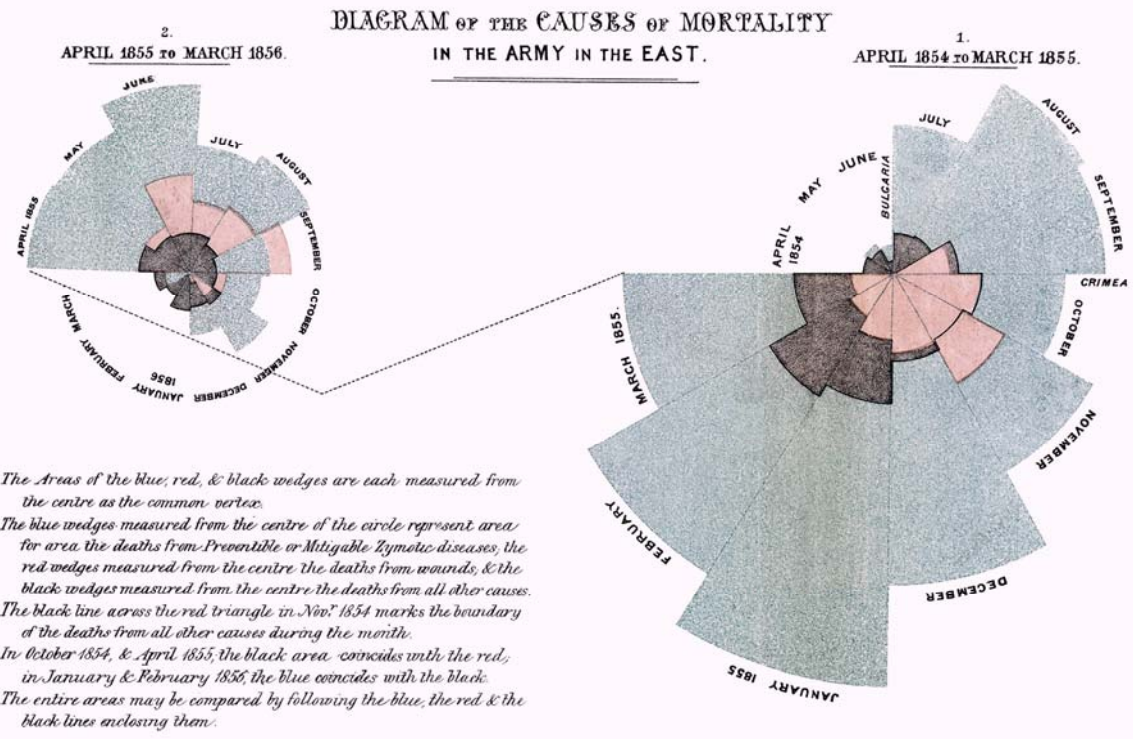 DIAGRAM OF THE CAUSES OF MORTALITY
IN THE ARMY IN THE EAST.
2.
APRIL 1855 TO MARCH 1856.
1.
APRIL 1854 TO MARCH 1855.
APRIL 1855
MAY
JUNE
JULY
AUGUST
SEPTEMBER
OCTOBER
NOVEMBER
DECEMBER
JANUARY
1856
FEBRUARY
MARCH
APRIL
1854
MAY
JUNE
BULGARIA
JULY
AUGUST
SEPTEMBER
CRIMEA
OCTOBER
NOVEMBER
DECEMBER
JANUARY 1855
FEBRUARY
MARCH 1855.
The Areas of the blue, red, & black wedges are each measured from
the centre as the common vertex.
The blue wedges measured from the centre of the circle represent area
for area the deaths from Preventible or Mitigable Zymotic diseases; the
red wedges measured from the centre the deaths from wounds; & the
black wedges measured from the centre the deaths from all other causes.
The black line across the red triangle in Novr. 1854 marks the boundary
of the deaths from all other causes during the month.
In October 1854, & April 1855, the black area coincides with the red;
in January & February 1856, the blue coincides with the black.
The entire areas may be compared by following the blue, the red & the
black lines enclosing them.